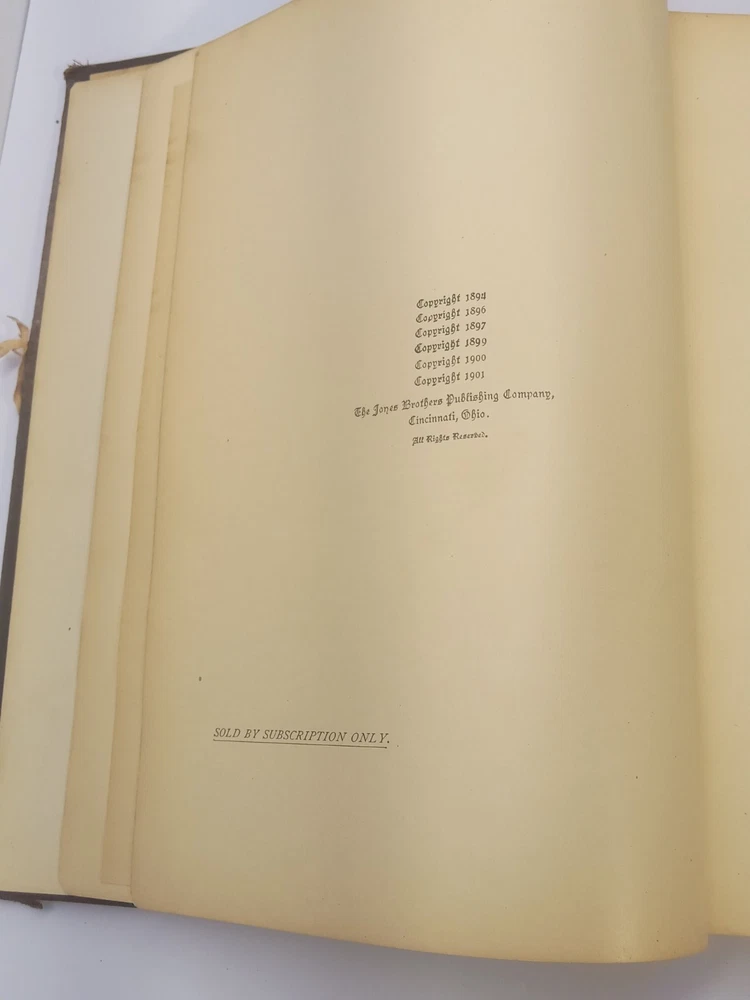 Copyright 1894
Copyright 1896
Copyright 1897
Copyright 1899
Copyright 1900
Copyright 1901
The Jones Brothers Publishing Company,
Cincinnati, Ohio.
All Rights Reserved.
SOLD BY SUBSCRIPTION ONLY.